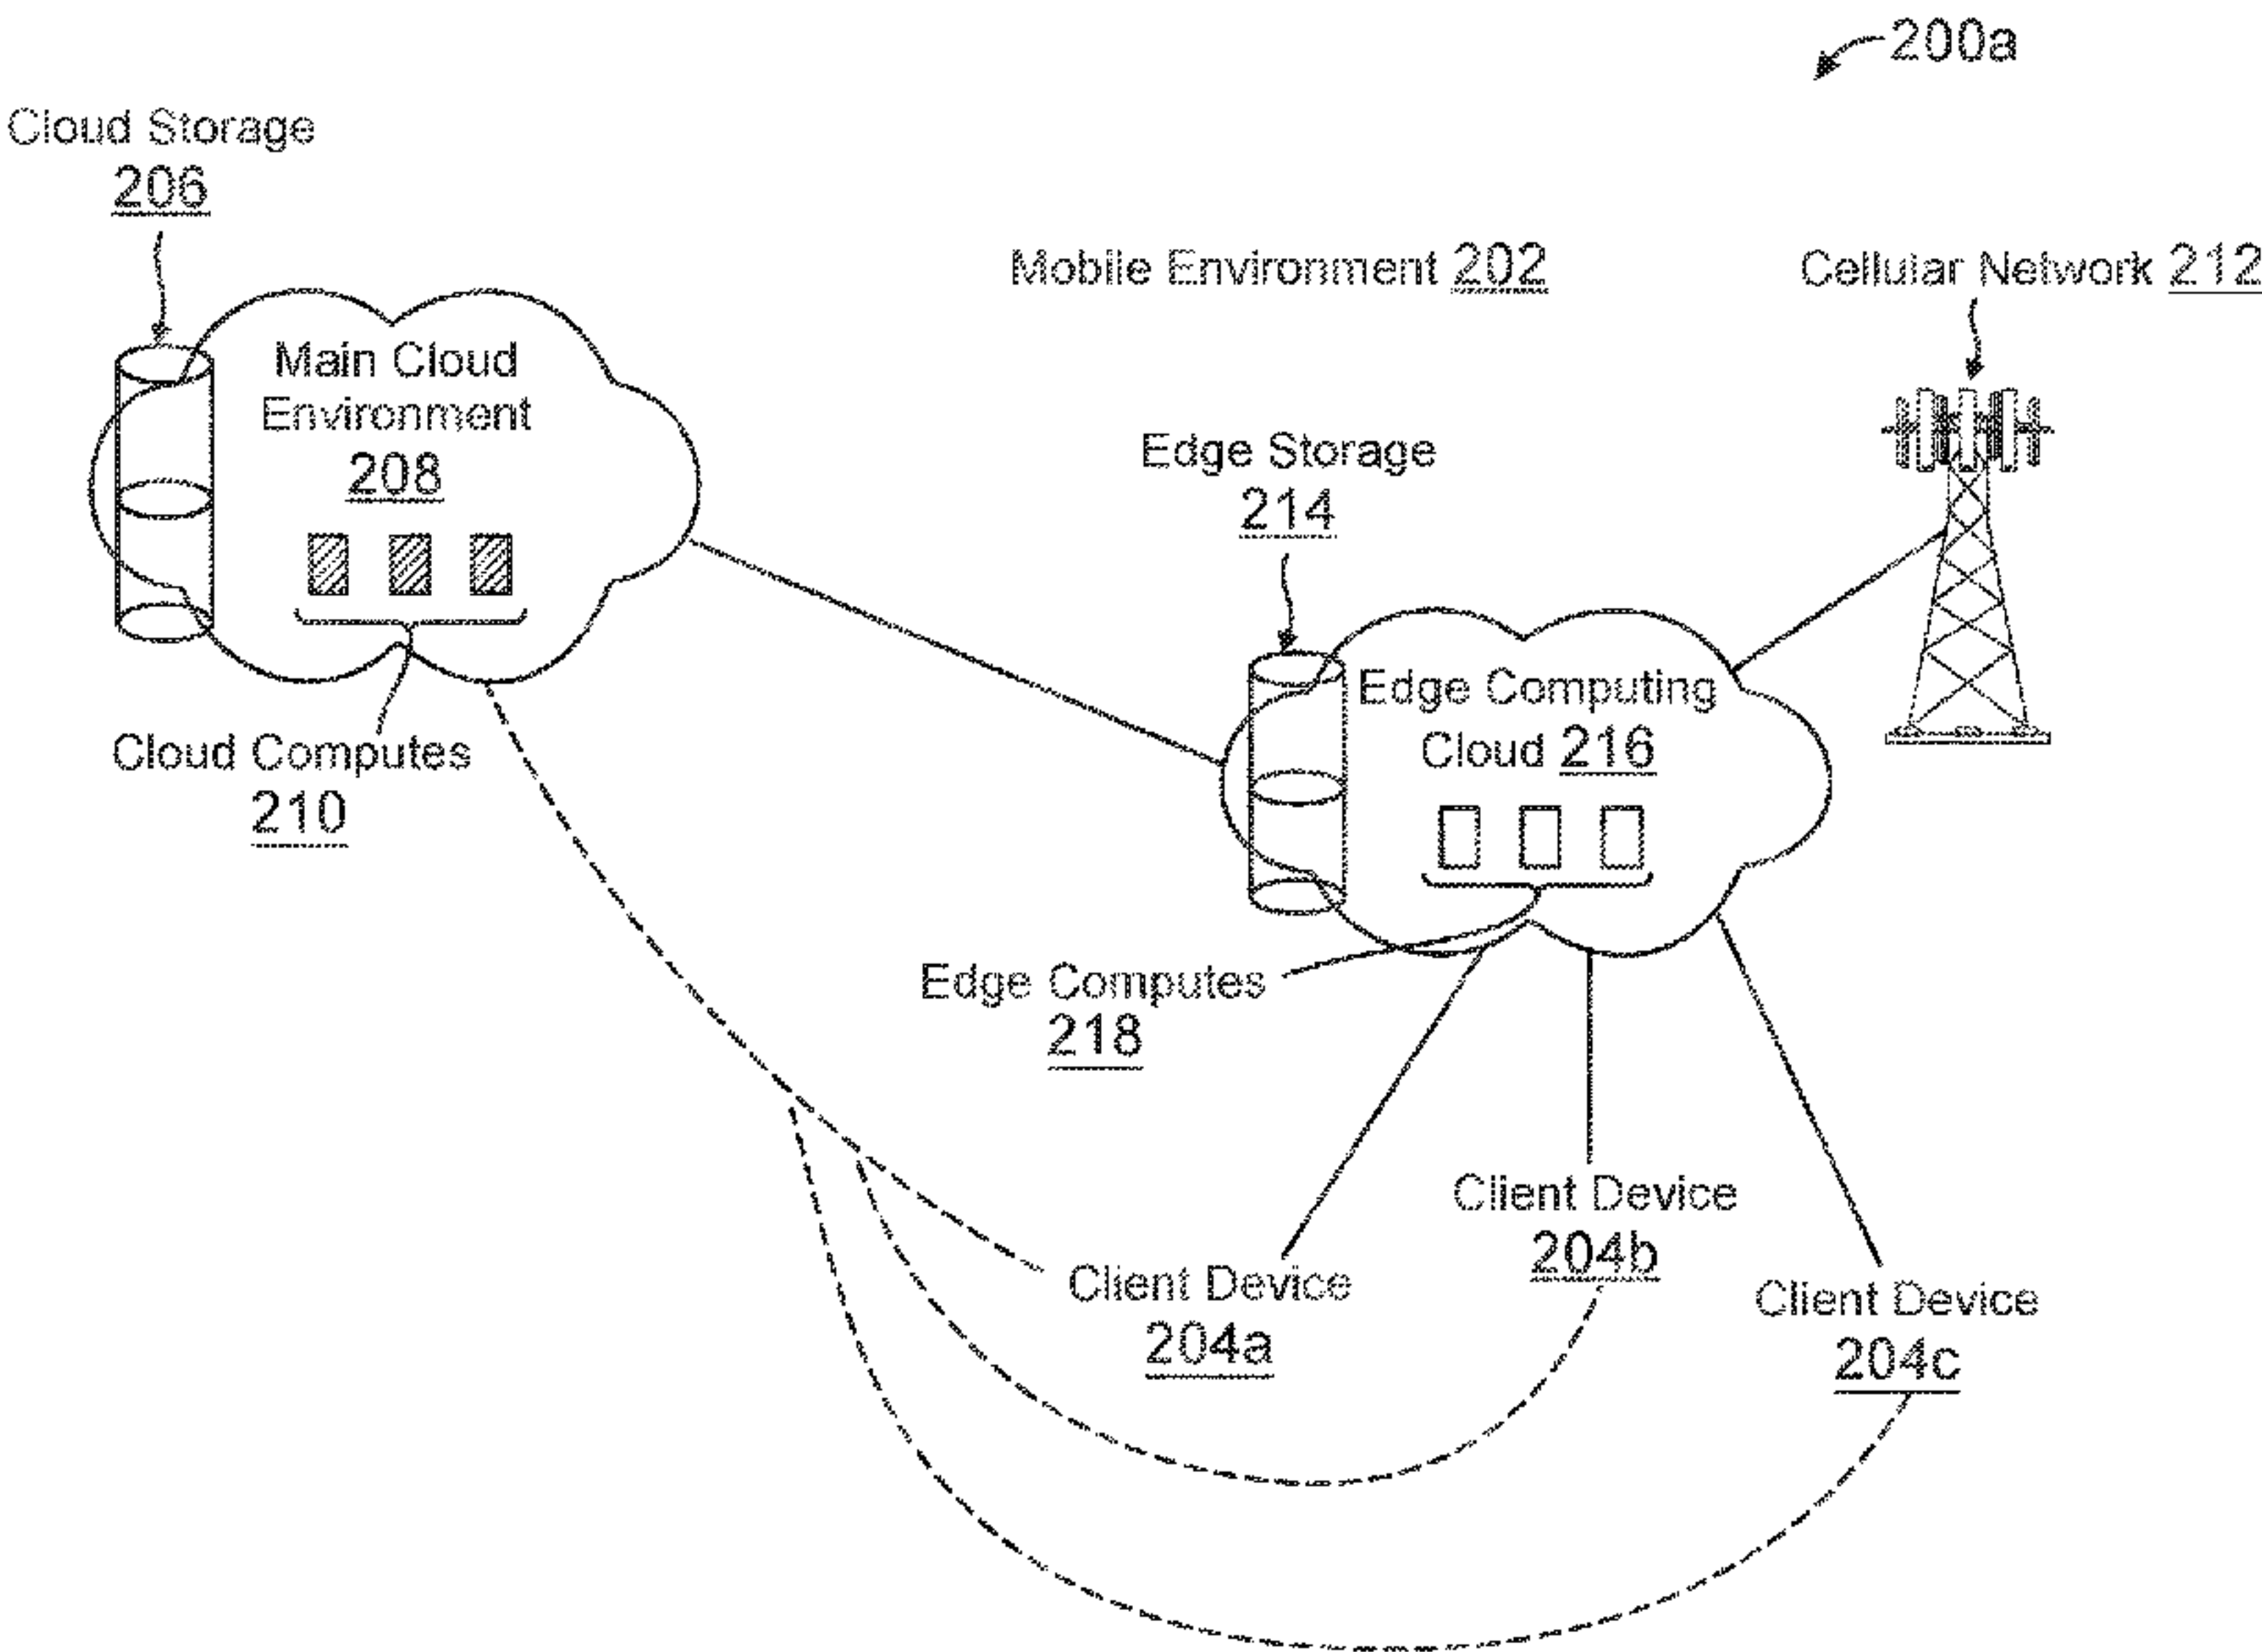 200a
Cloud Storage
206
Mobile Environment 202
Cellular Network 212
Main Cloud
Environment
208
Edge Storage
214
Edge Computing
Cloud 216
Cloud Computes
210
Edge Computes
218
Client Device
204b
Client Device
204a
Client Device
204c